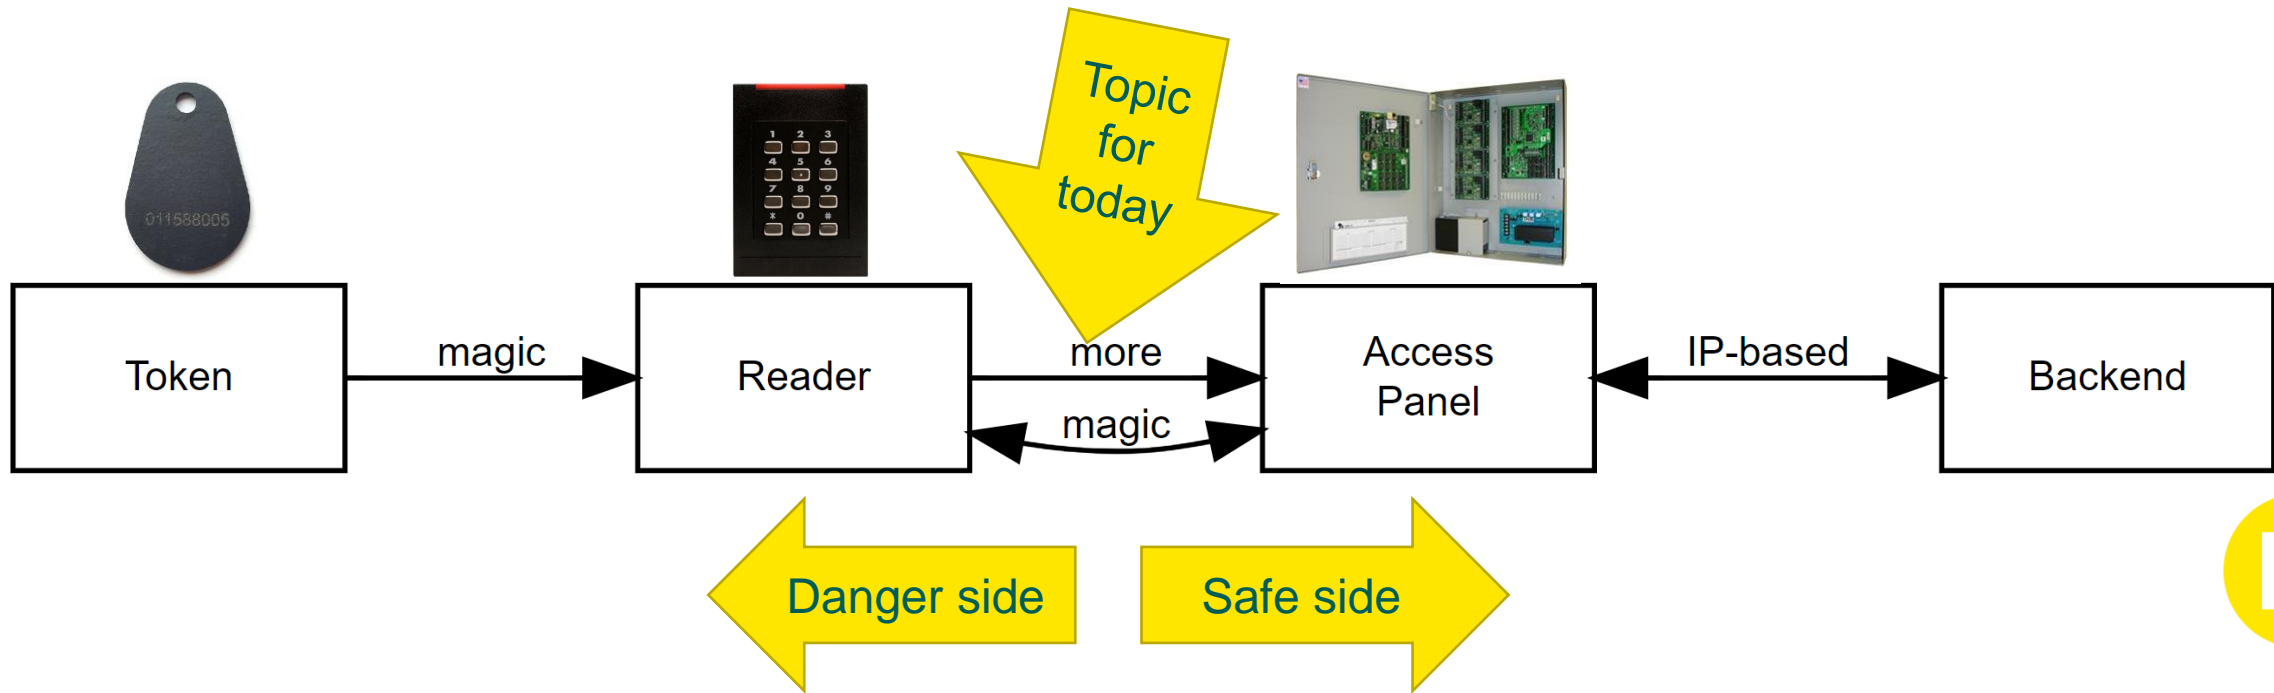 Topic
for
today
011588005
1 2 3
4 5 6
7 8 9
* 0 #
Token
magic
Reader
more
magic
Access
Panel
IP-based
Backend
Danger side
Safe side